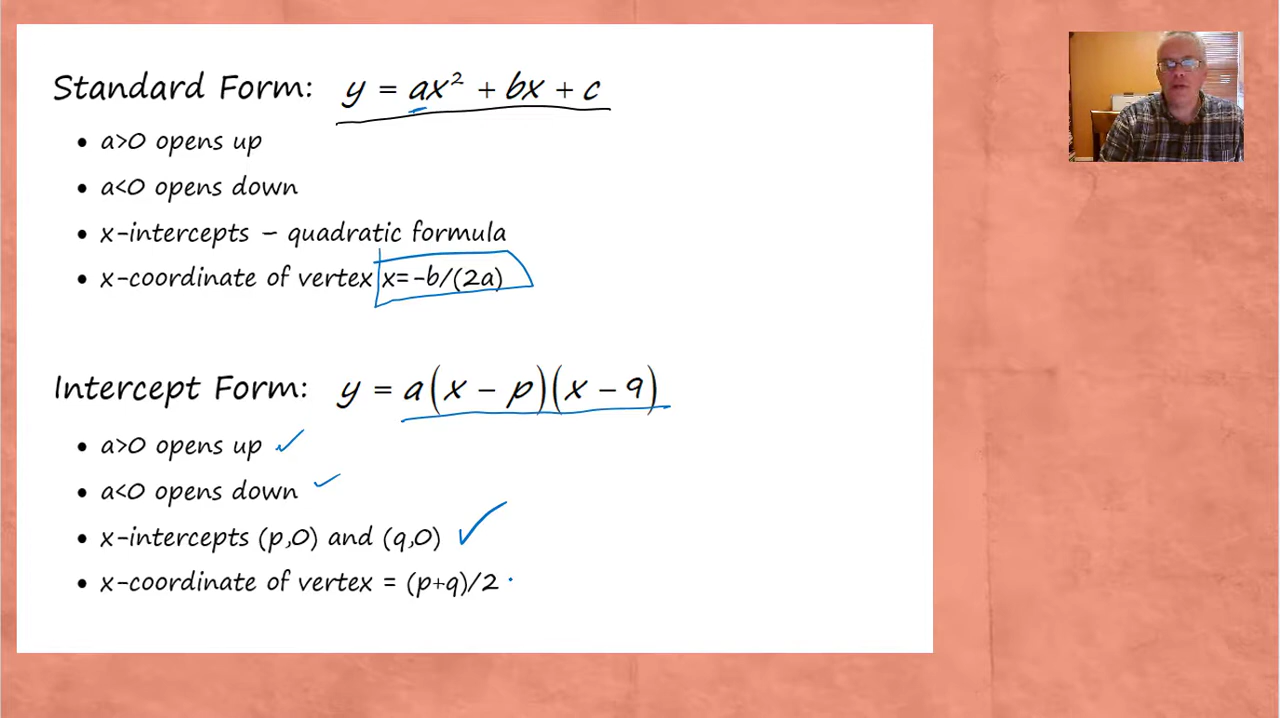 Standard Form: y = ax² + bx + c
• a>0 opens up
• a<0 opens down
• x-intercepts – quadratic formula
• x-coordinate of vertex x=-b/(2a)
Intercept Form: y = a(x – p)(x – q)
• a>0 opens up
• a<0 opens down
• x-intercepts (p,0) and (q,0)
• x-coordinate of vertex = (p+q)/2